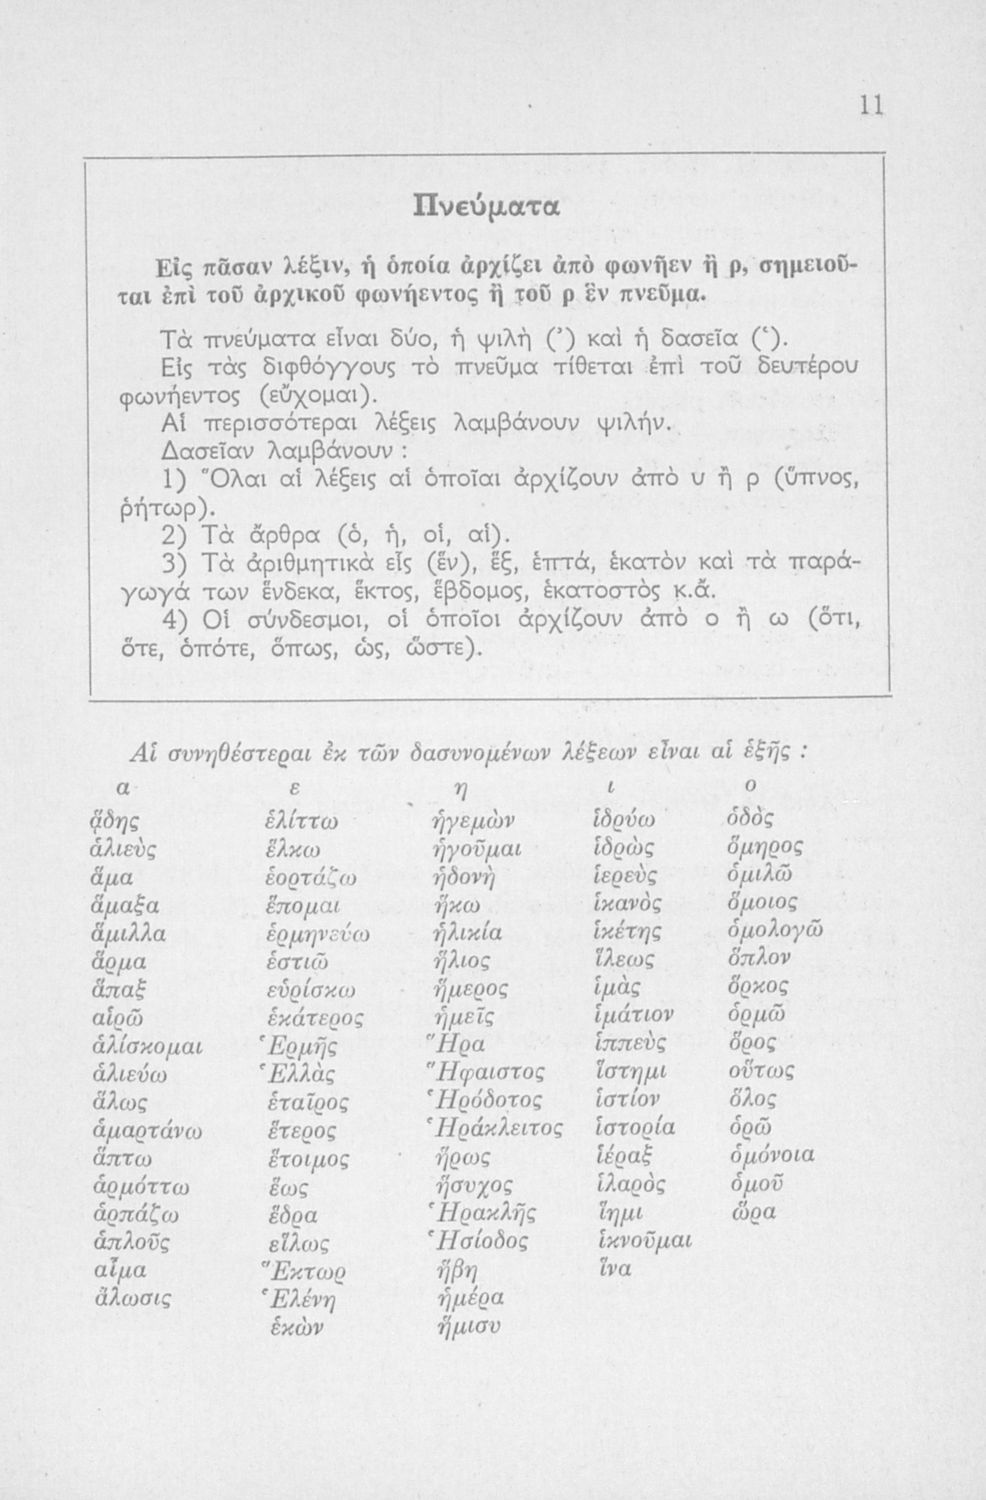 11
Πνεύματα
Εἰς πᾶσαν λέξιν, ἡ ὁποία ἀρχίζει ἀπὸ φωνῆεν ἢ ρ, σημειοῦ-
ται ἐπὶ τοῦ ἀρχικοῦ φωνήεντος ἢ τοῦ ρ ἓν πνεῦμα.
Τὰ πνεύματα εἶναι δύο, ἡ ψιλὴ (᾿) καὶ ἡ δασεῖα (῾).
Εἰς τὰς διφθόγγους τὸ πνεῦμα τίθεται ἐπὶ τοῦ δευτέρου
φωνήεντος (εὔχομαι).
Αἱ περισσότεραι λέξεις λαμβάνουν ψιλήν.
Δασεῖαν λαμβάνουν :
1) Ὅλαι αἱ λέξεις αἱ ὁποῖαι ἀρχίζουν ἀπὸ υ ἢ ρ (ὕπνος,
ῥήτωρ).
2) Τὰ ἄρθρα (ὁ, ἡ, οἱ, αἱ).
3) Τὰ ἀριθμητικὰ εἷς (ἕν), ἕξ, ἑπτά, ἑκατὸν καὶ τὰ παρά-
γωγά των ἕνδεκα, ἕκτος, ἕβδομος, ἑκατοστὸς κ.ἄ.
4) Οἱ σύνδεσμοι, οἱ ὁποῖοι ἀρχίζουν ἀπὸ ο ἢ ω (ὅτι,
ὅτε, ὁπότε, ὅπως, ὡς, ὥστε).
Αἱ συνηθέστεραι ἐκ τῶν δασυνομένων λέξεων εἶναι αἱ ἑξῆς :
α ε η ι ο
ᾅδης ἑλίττω ἡγεμὼν ἱδρύω ὁδὸς
ἁλιεὺς ἕλκω ἡγοῦμαι ἱδρὼς ὅμηρος
ἅμα ἑορτάζω ἡδονὴ ἱερεὺς ὁμιλῶ
ἅμαξα ἕπομαι ἥκω ἱκανὸς ὅμοιος
ἅμιλλα ἑρμηνεύω ἡλικία ἱκέτης ὁμολογῶ
ἅρμα ἑστιῶ ἥλιος ἵλεως ὅπλον
ἅπαξ εὑρίσκω ἥμερος ἱμὰς ὅρκος
αἱρῶ ἑκάτερος ἡμεῖς ἱμάτιον ὁρμῶ
ἁλίσκομαι Ἑρμῆς Ἥρα ἱππεὺς ὅρος
ἁλιεύω Ἑλλὰς Ἥφαιστος ἵστημι οὕτως
ἅλως ἑταῖρος Ἡρόδοτος ἱστίον ὅλος
ἁμαρτάνω ἕτερος Ἡράκλειτος ἱστορία ὁρῶ
ἅπτω ἕτοιμος ἥρως ἱέραξ ὁμόνοια
ἁρμόττω ἕως ἥσυχος ἱλαρὸς ὁμοῦ
ἁρπάζω ἕδρα Ἡρακλῆς ἵημι ὥρα
ἁπλοῦς εἵλως Ἡσίοδος ἱκνοῦμαι
αἷμα Ἕκτωρ ἥβη ἵνα
ἅλωσις Ἑλένη ἡμέρα
ἑκὼν ἥμισυ